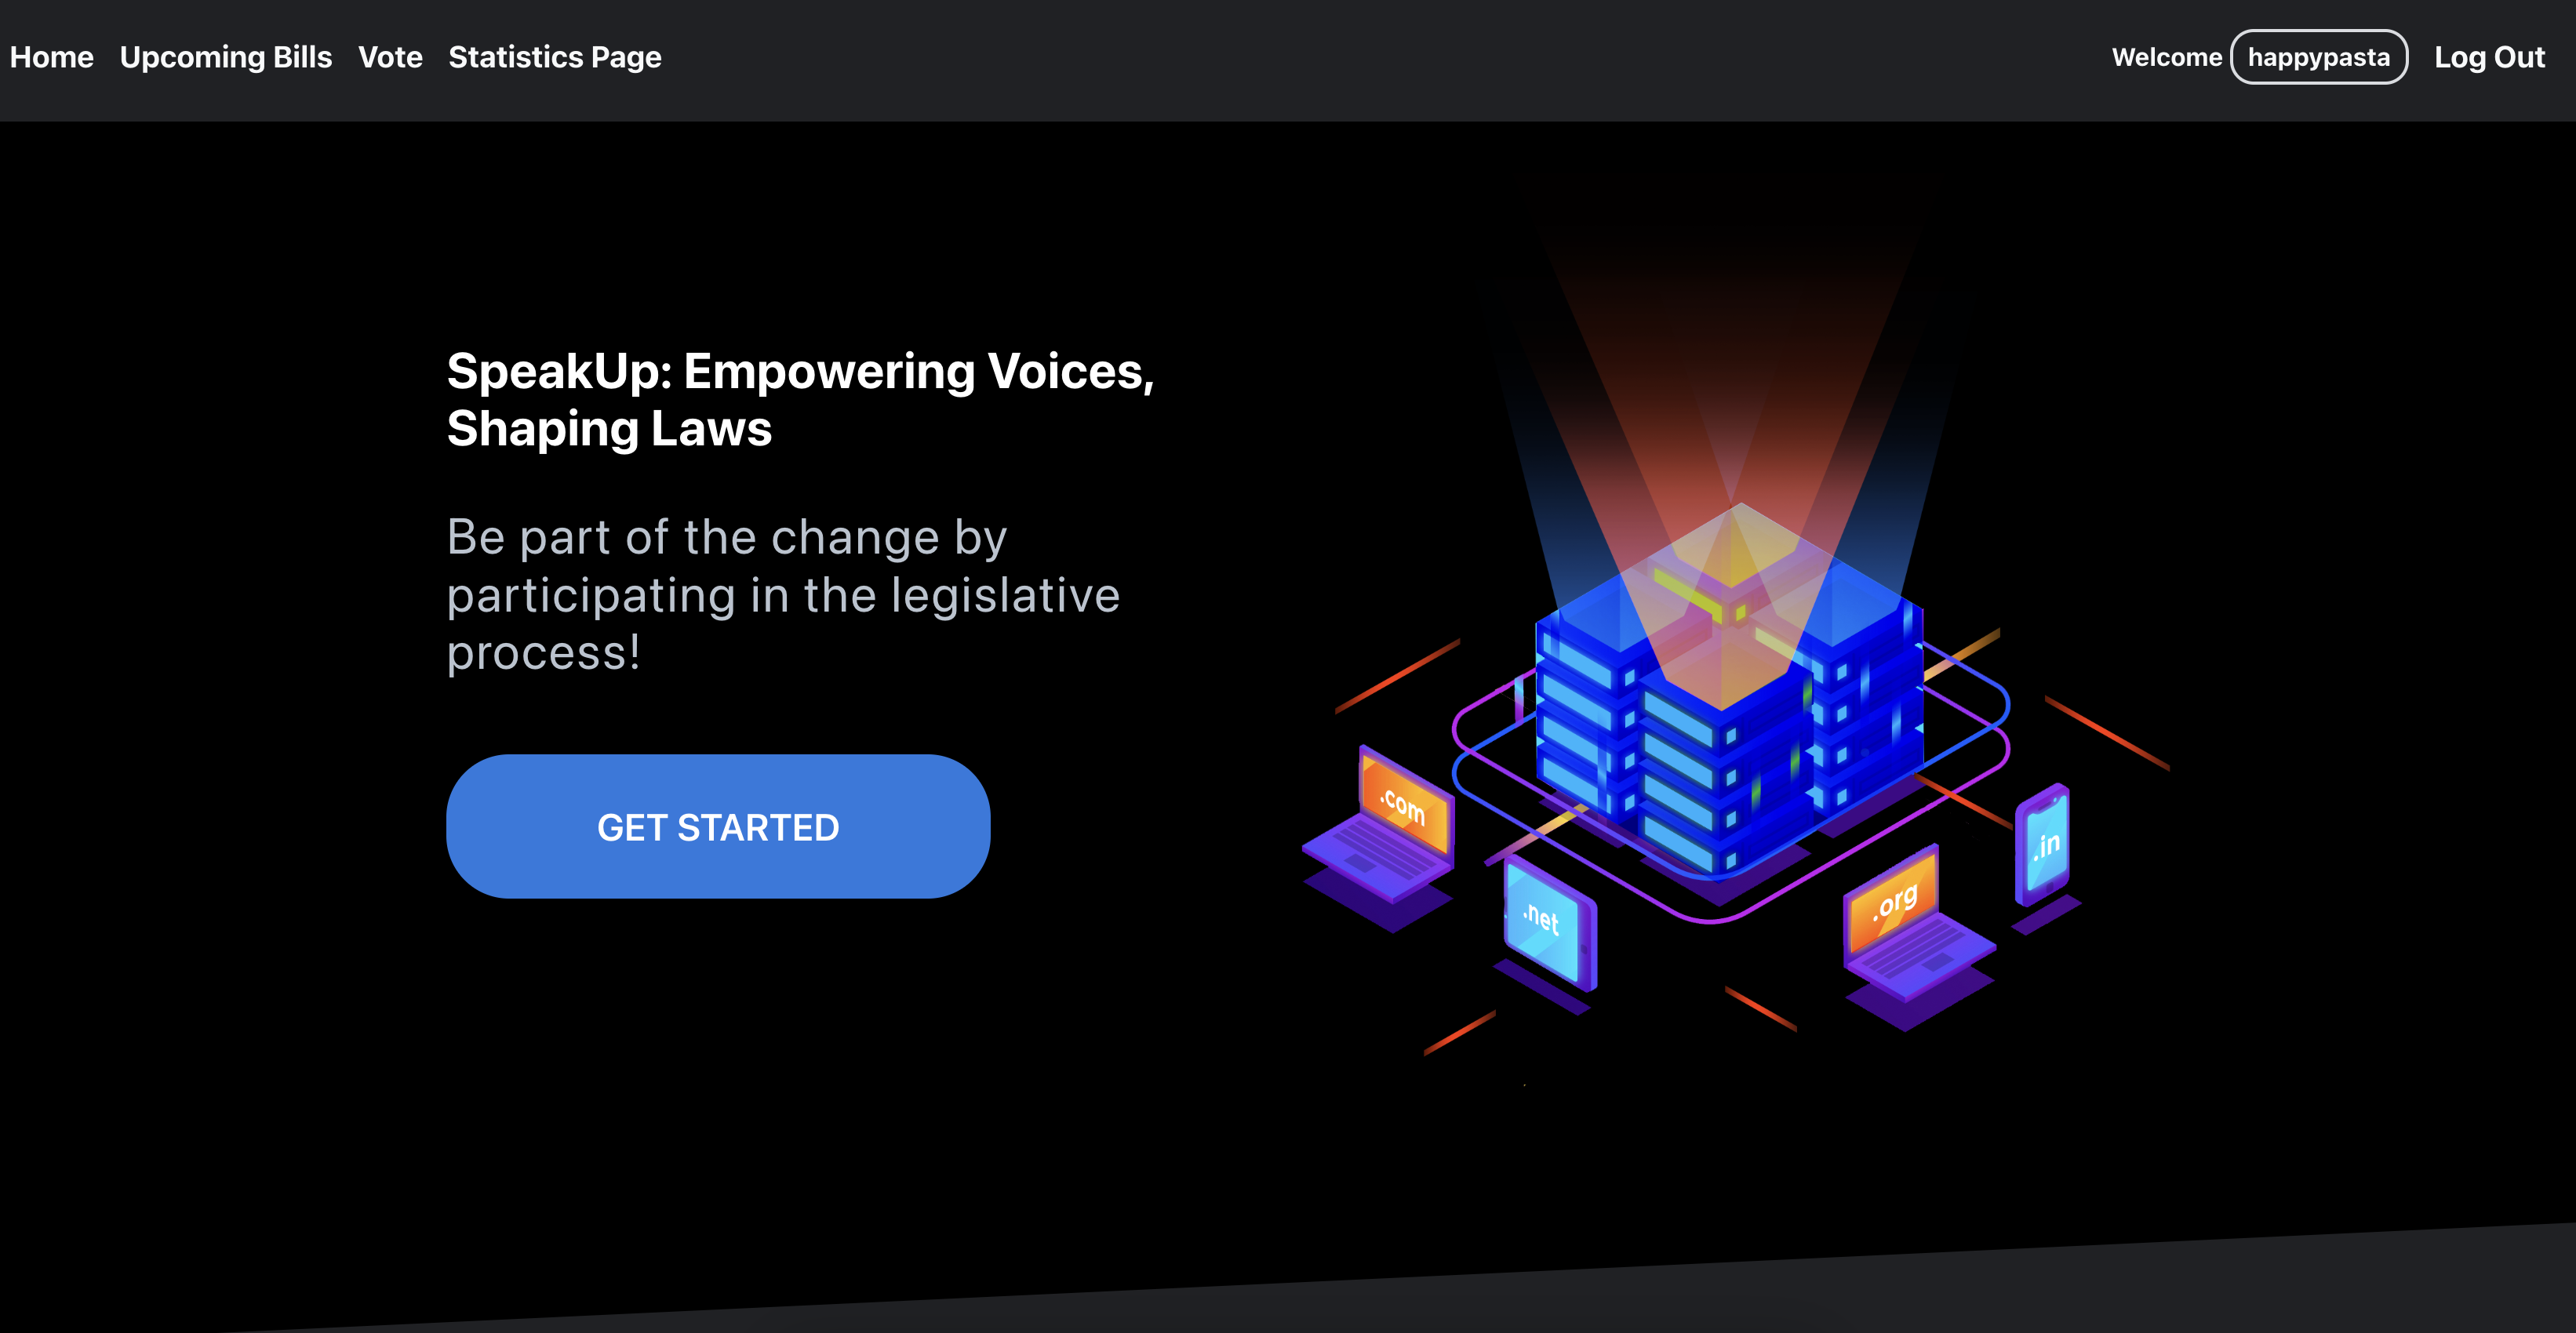 Home Upcoming Bills Vote Statistics Page Welcome happypasta Log Out
SpeakUp: Empowering Voices,
Shaping Laws
Be part of the change by
participating in the legislative
process!
GET STARTED
.com
.net
.org
.in